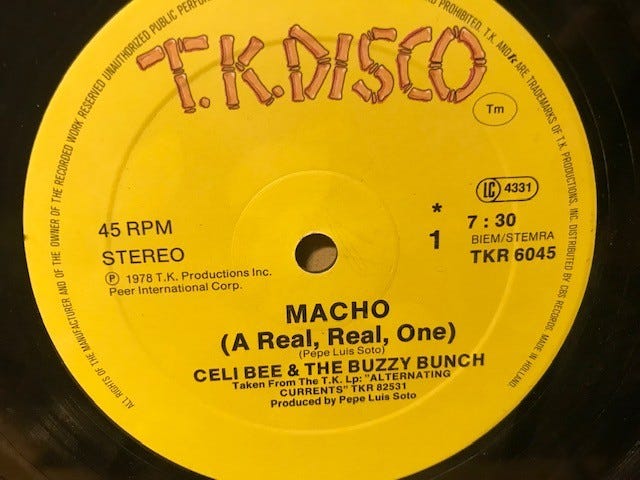 ALL RIGHTS OF THE MANUFACTURER AND OF THE OWNER OF THE RECORDED WORK RESERVED UNAUTHORIZED PUBLIC PERFOR
PROHIBITED. T.K. AND ARE TRADEMARKS OF T.K. PRODUCTIONS, INC. DISTRIBUTED BY CBS RECORDS. MADE IN HOLLAND.
T.K.DISCO
Tm
LC 4331
45 RPM
STEREO
℗ 1978 T.K. Productions Inc.
Peer International Corp.
*
1
7 : 30
BIEM/STEMRA
TKR 6045
MACHO
(A Real, Real, One)
(Pepe Luis Soto)
CELI BEE & THE BUZZY BUNCH
Taken From The T.K. Lp: "ALTERNATING
CURRENTS" TKR 82531
Produced by Pepe Luis Soto